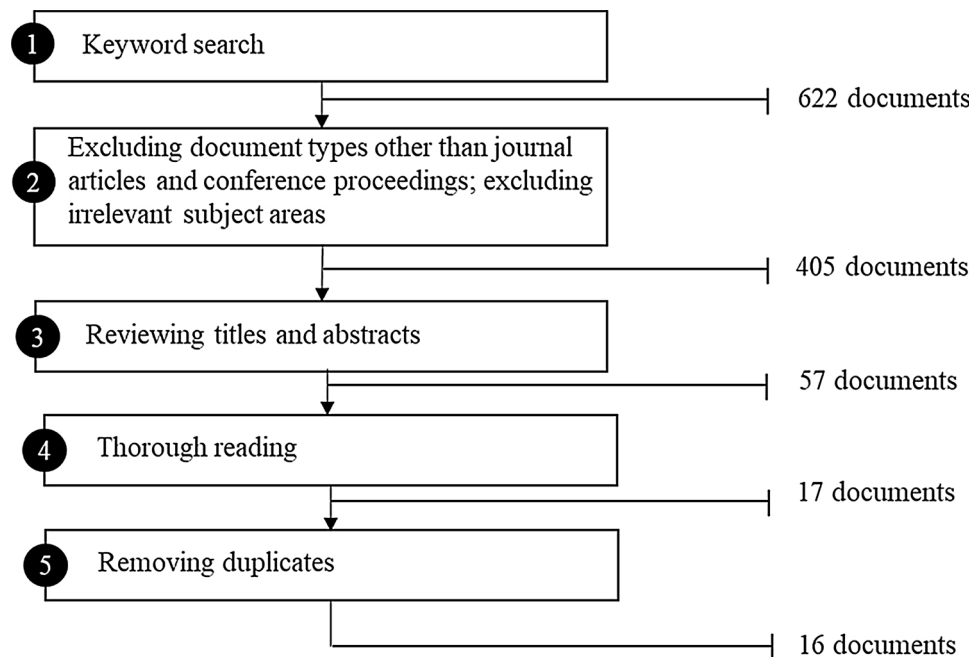 1 Keyword search
622 documents
2 Excluding document types other than journal
articles and conference proceedings; excluding
irrelevant subject areas
405 documents
3 Reviewing titles and abstracts
57 documents
4 Thorough reading
17 documents
5 Removing duplicates
16 documents